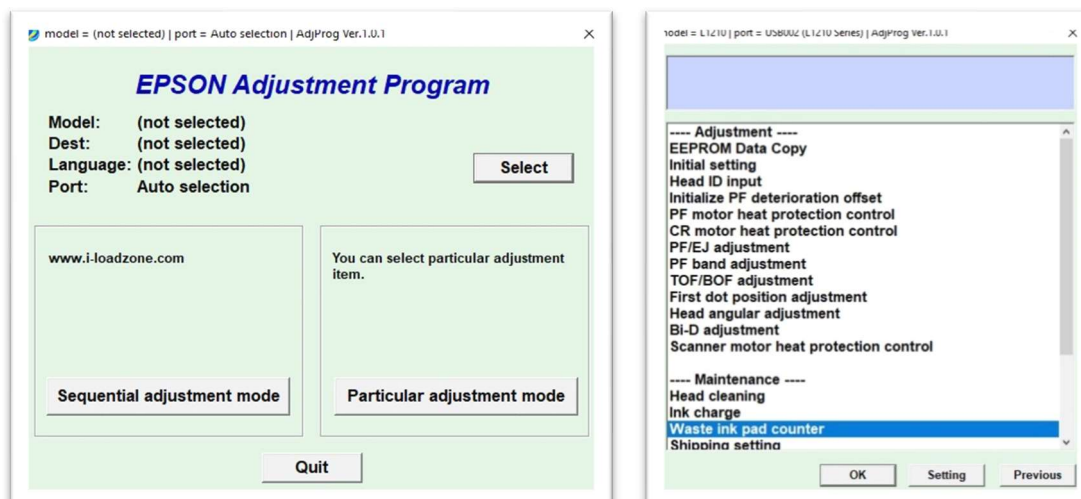 model = (not selected) | port = Auto selection | AdjProg Ver.1.0.1
EPSON Adjustment Program
Model: (not selected)
Dest: (not selected)
Language: (not selected)
Port: Auto selection
Select
www.i-loadzone.com
Sequential adjustment mode
You can select particular adjustment
item.
Particular adjustment mode
Quit
model = L1210 | port = USB002 (L1210 Series) | AdjProg Ver.1.0.1
---- Adjustment ----
EEPROM Data Copy
Initial setting
Head ID input
Initialize PF deterioration offset
PF motor heat protection control
CR motor heat protection control
PF/EJ adjustment
PF band adjustment
TOF/BOF adjustment
First dot position adjustment
Head angular adjustment
Bi-D adjustment
Scanner motor heat protection control
---- Maintenance ----
Head cleaning
Ink charge
Waste ink pad counter
Shipping setting
OK
Setting
Previous